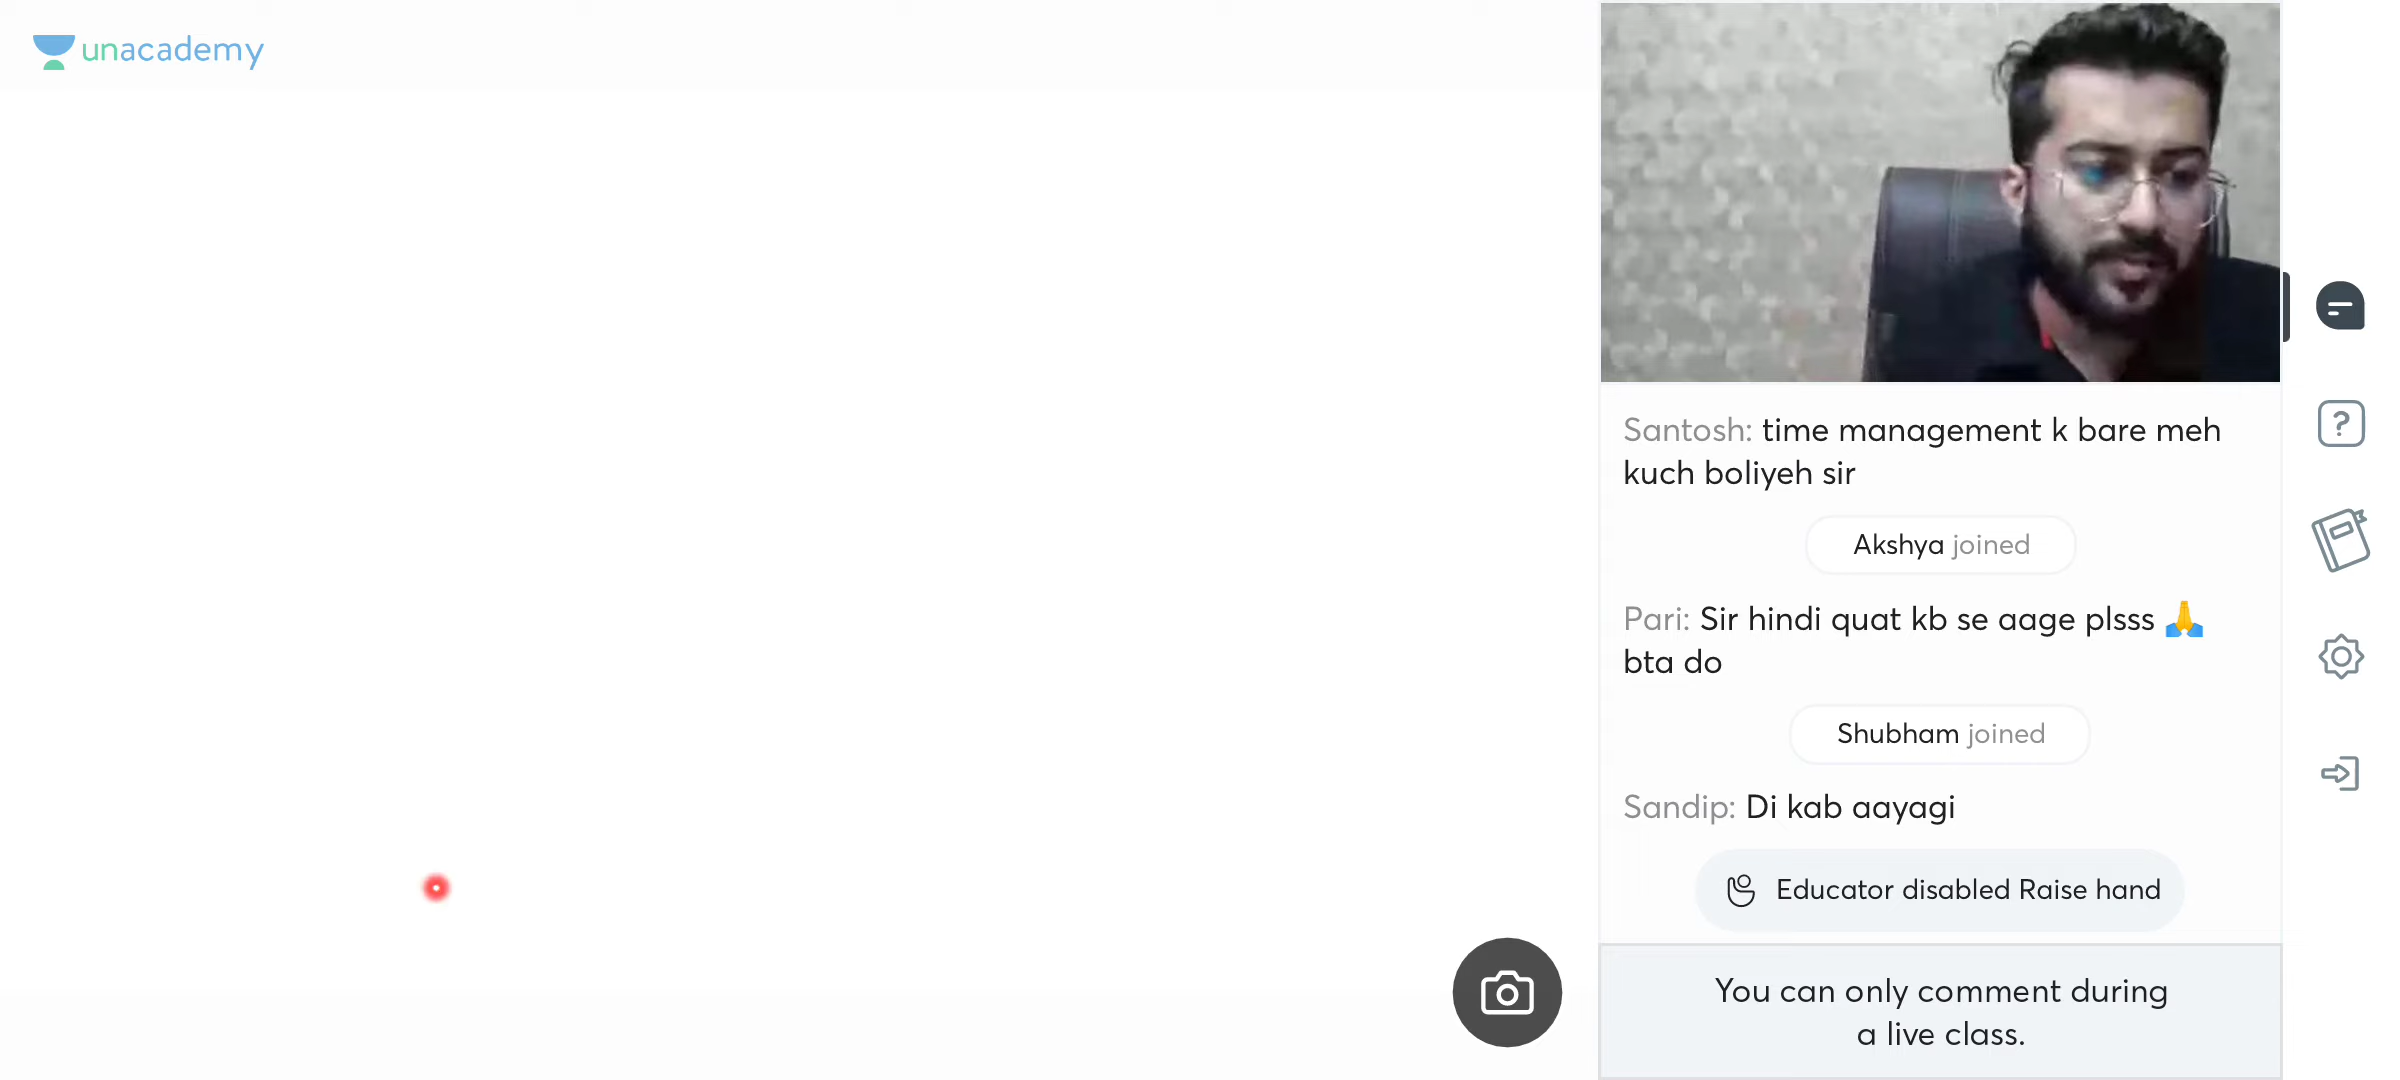 unacademy
Santosh: time management k bare meh
kuch boliyeh sir
Akshya joined
Pari: Sir hindi quat kb se aage plsss 🙏
bta do
Shubham joined
Sandip: Di kab aayagi
Educator disabled Raise hand
You can only comment during
a live class.